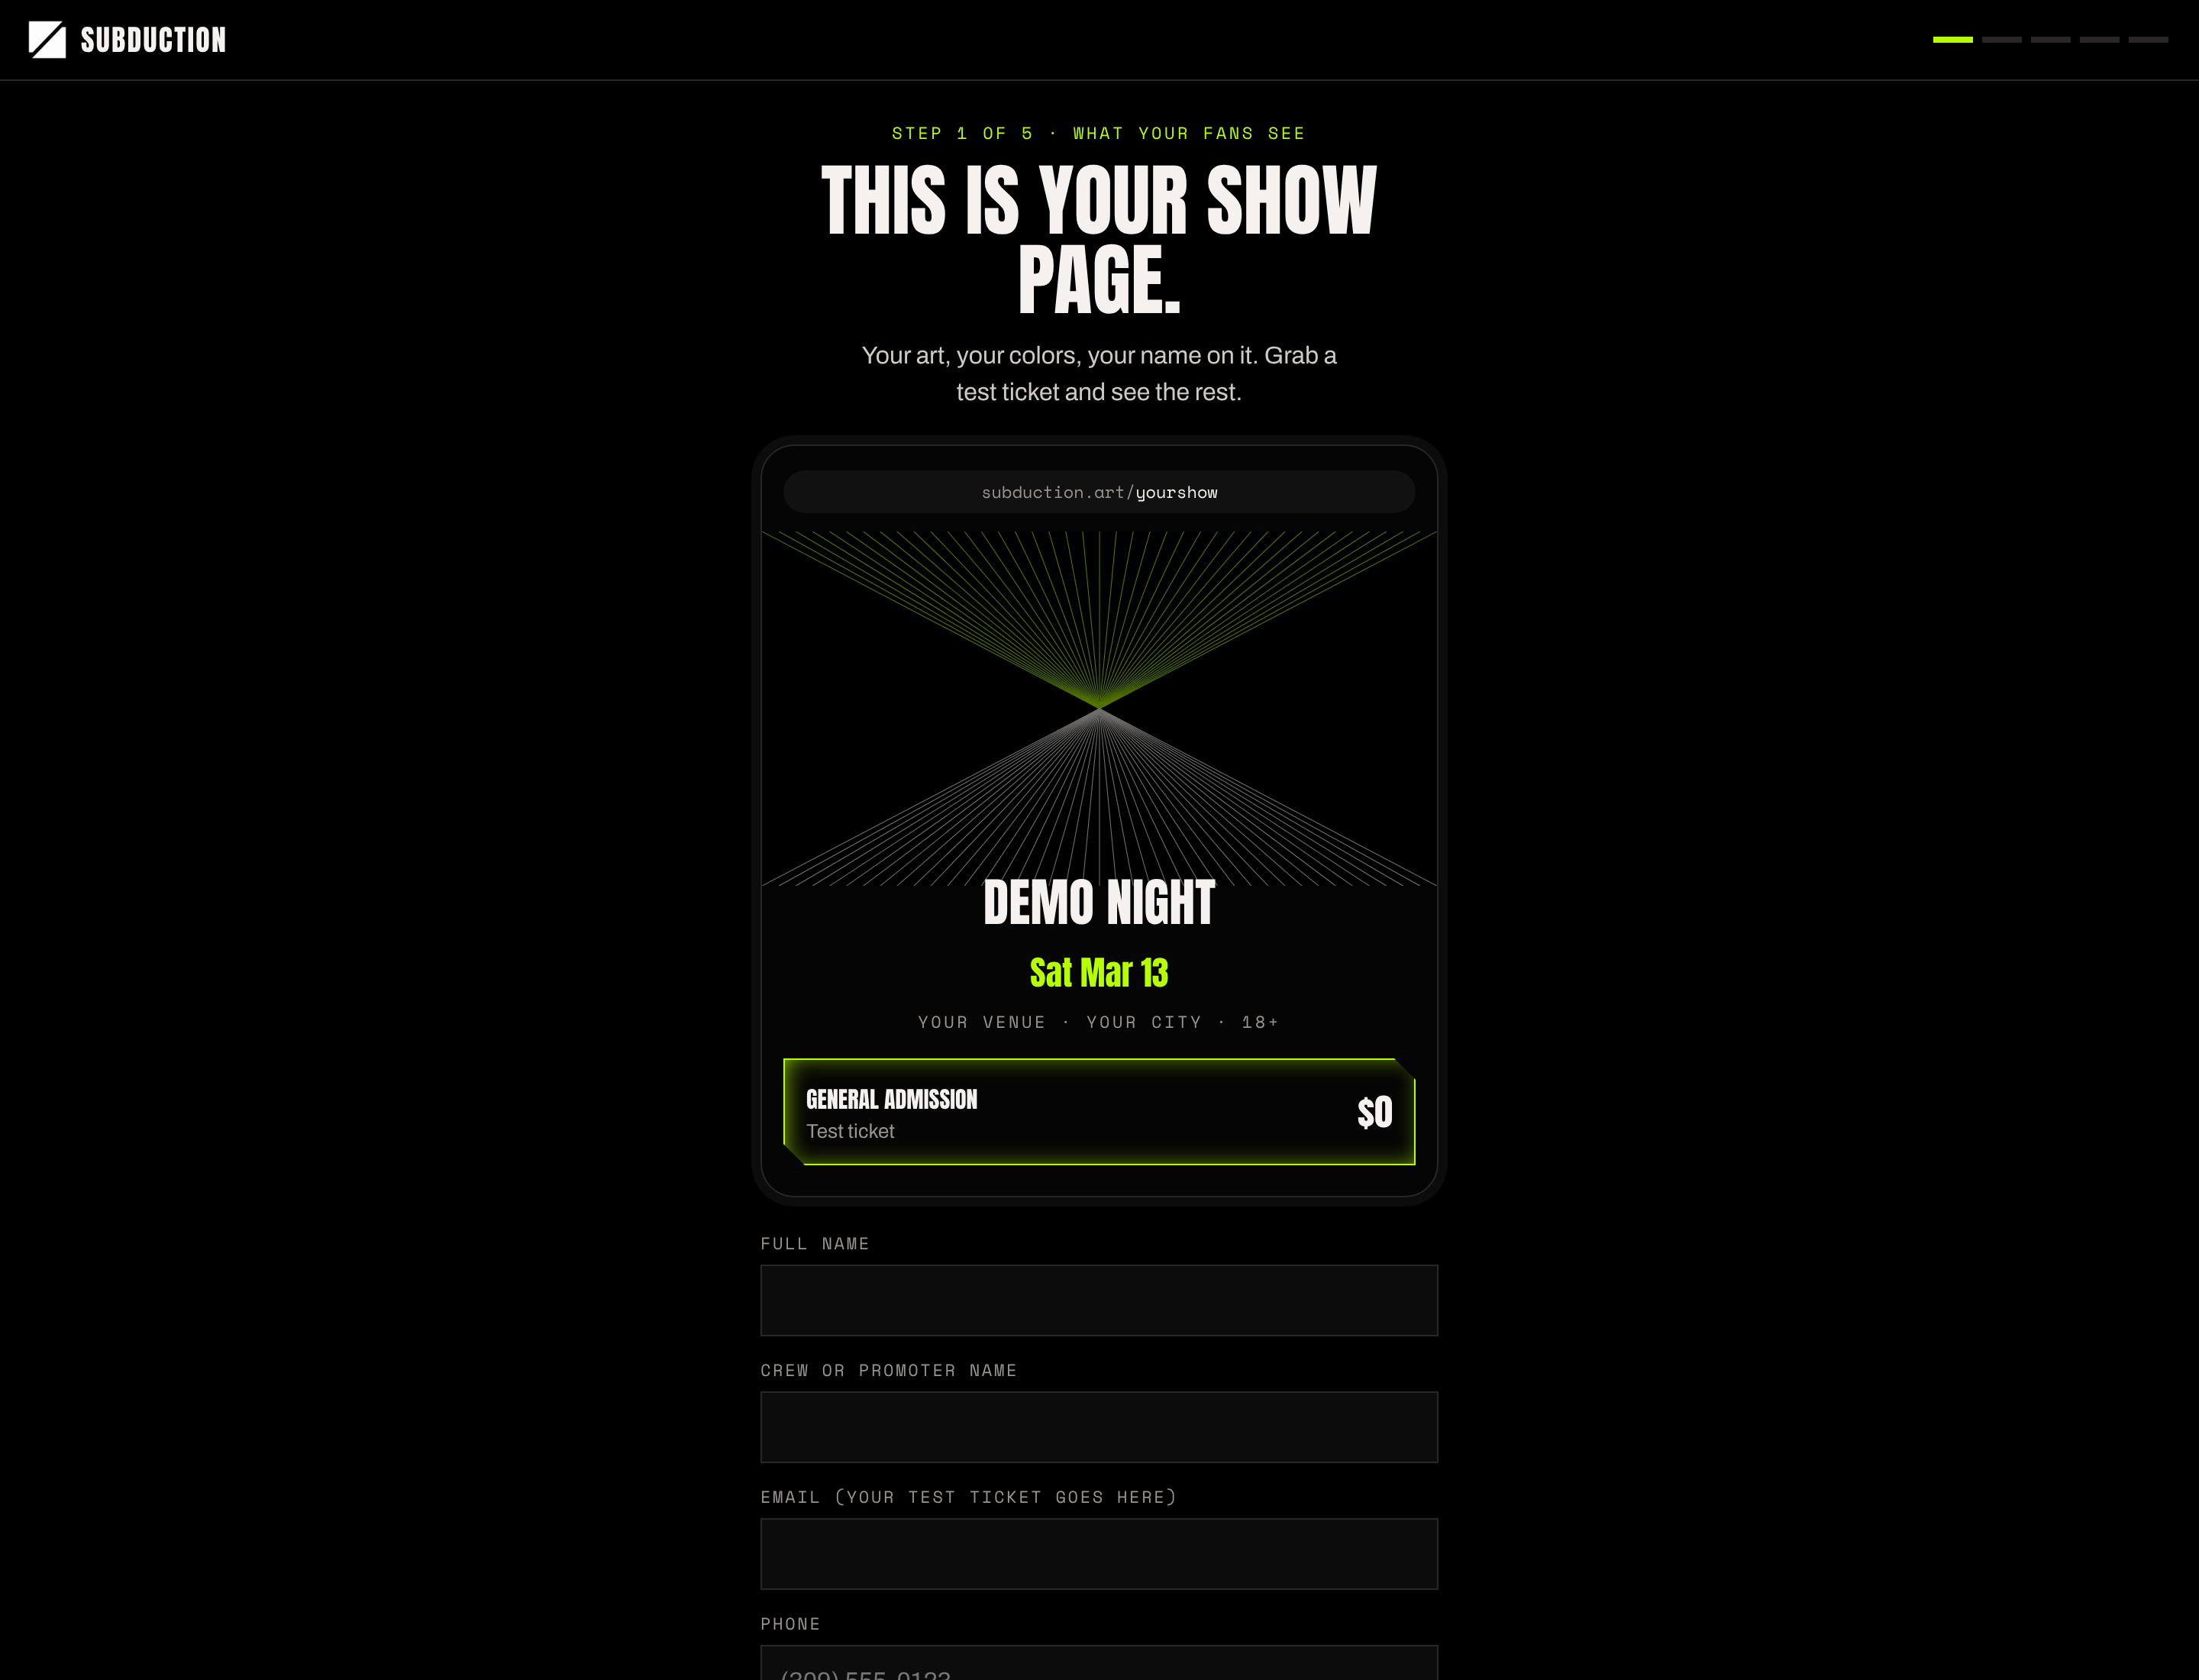 SUBDUCTION
STEP 1 OF 5 · WHAT YOUR FANS SEE
THIS IS YOUR SHOW
PAGE.
Your art, your colors, your name on it. Grab a
test ticket and see the rest.
subduction.art/yourshow
DEMO NIGHT
Sat Mar 13
YOUR VENUE · YOUR CITY · 18+
GENERAL ADMISSION
$0
Test ticket
FULL NAME
CREW OR PROMOTER NAME
EMAIL (YOUR TEST TICKET GOES HERE)
PHONE
(309) 555-0123